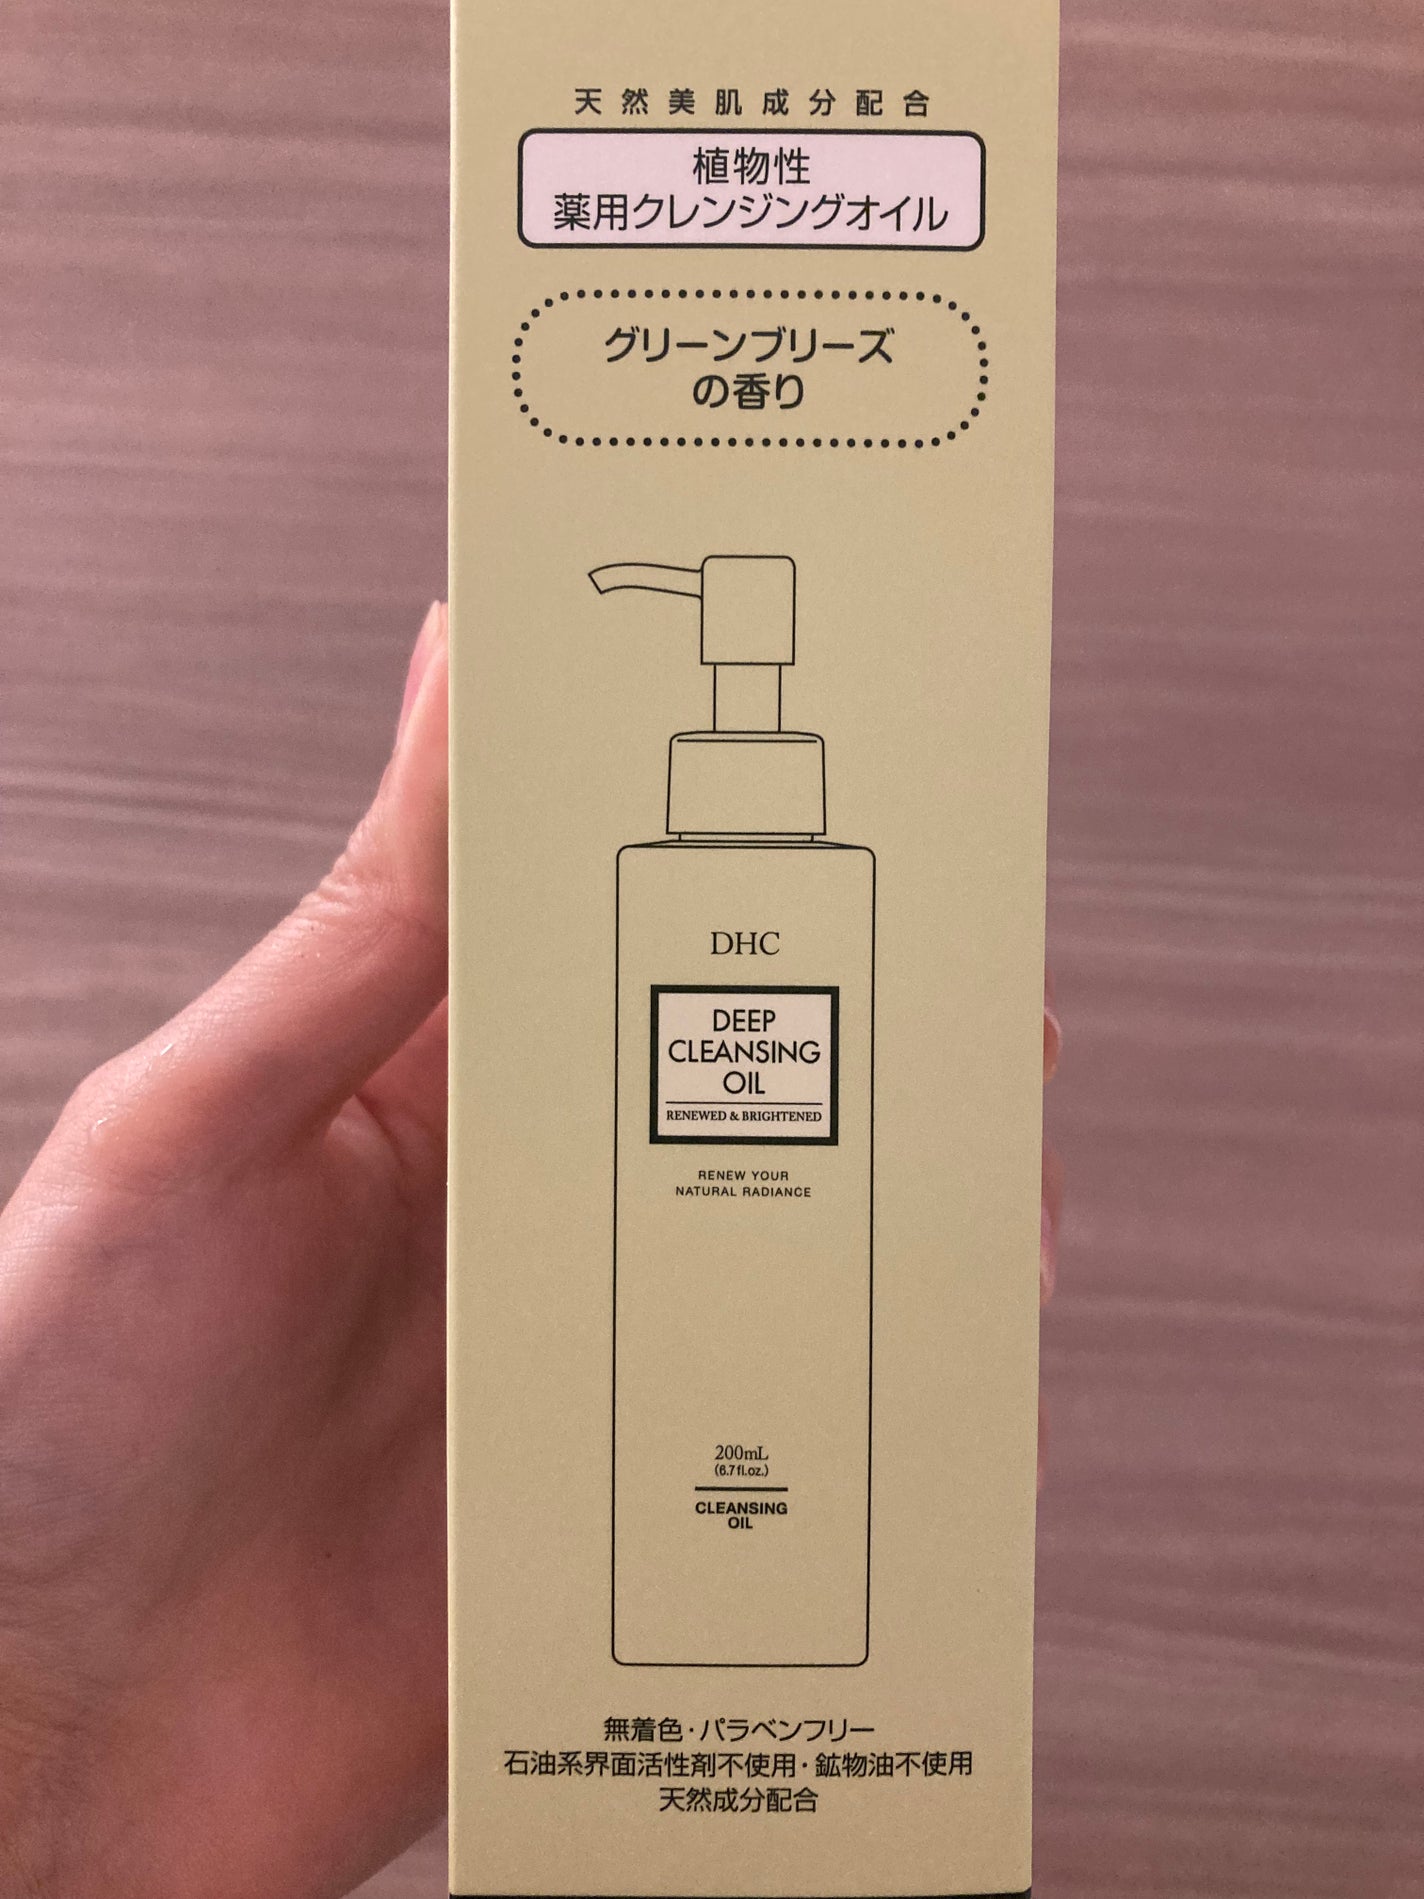 天然美肌成分配合
植物性
薬用クレンジングオイル
グリーンブリーズ
の香り
DHC
DEEP
CLEANSING
OIL
RENEWED & BRIGHTENED
RENEW YOUR
NATURAL RADIANCE
200mL
(6.7fl.oz.)
CLEANSING
OIL
無着色・パラベンフリー
石油系界面活性剤不使用・鉱物油不使用
天然成分配合